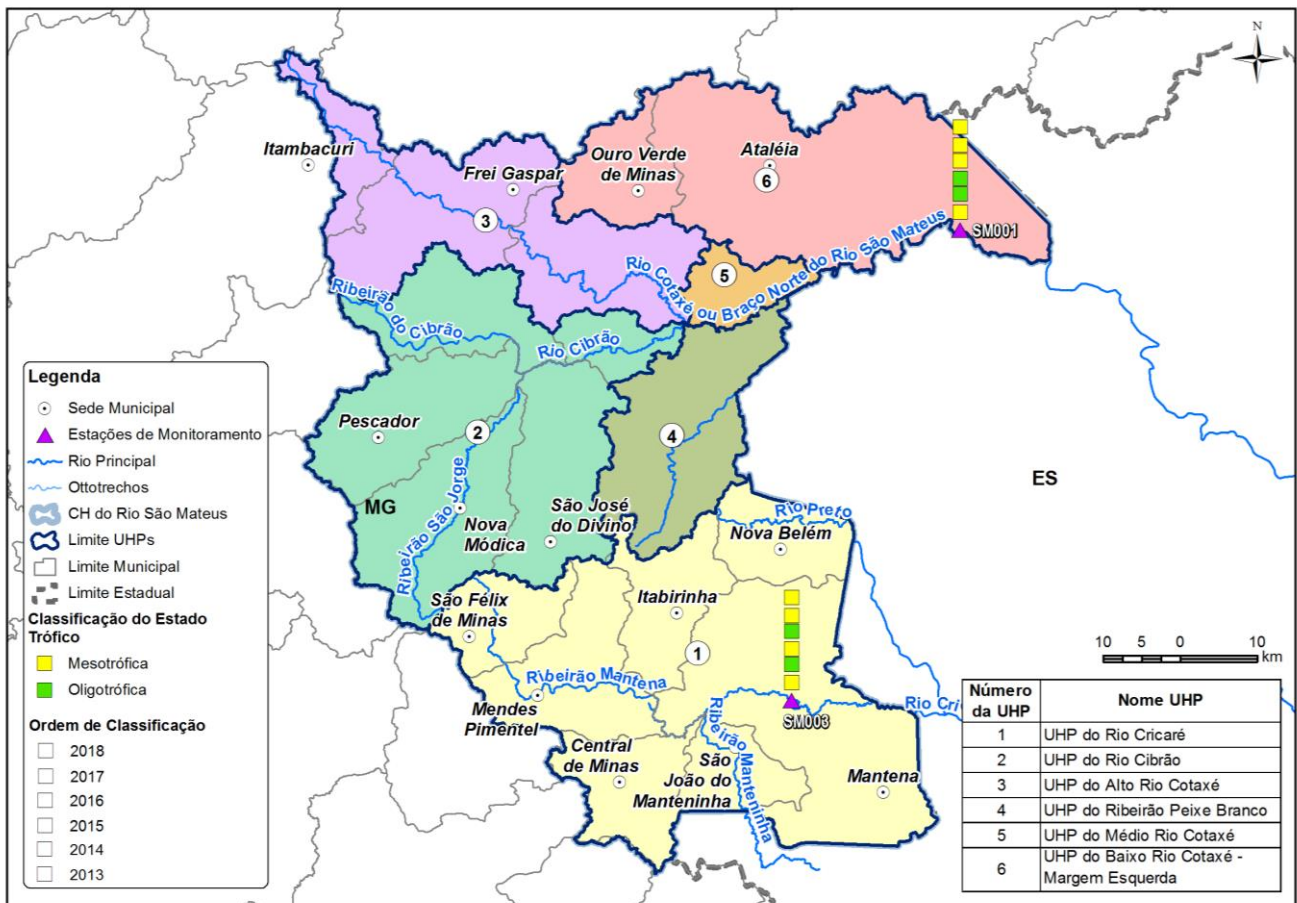 N
Itambacuri
Frei Gaspar
Ouro Verde
de Minas
Ataléia
6
3
SM001
5
Rio Cotaxé ou Braço Norte do Rio São Mateus
Ribeirão do Cibrão
Rio Cibrão
Pescador
2
4
ES
MG
Ribeirão São Jorge
Nova
Módica
São José
do Divino
Rio Preto
Nova Belém
São Félix
de Minas
Itabirinha
1
Ribeirão Mantena
Mendes
Pimentel
SM003
Rio Cri
Ribeirão Manteninha
Central
de Minas
São
João do
Manteninha
Mantena
Legenda
Sede Municipal
Estações de Monitoramento
Rio Principal
Ottotrechos
CH do Rio São Mateus
Limite UHPs
Limite Municipal
Limite Estadual
Classificação do Estado
Trófico
Mesotrófica
Oligotrófica
Ordem de Classificação
2018
2017
2016
2015
2014
2013
10 5 0 10
km
Número da UHP Nome UHP
1 UHP do Rio Cricaré
2 UHP do Rio Cibrão
3 UHP do Alto Rio Cotaxé
4 UHP do Ribeirão Peixe Branco
5 UHP do Médio Rio Cotaxé
6 UHP do Baixo Rio Cotaxé -
Margem Esquerda